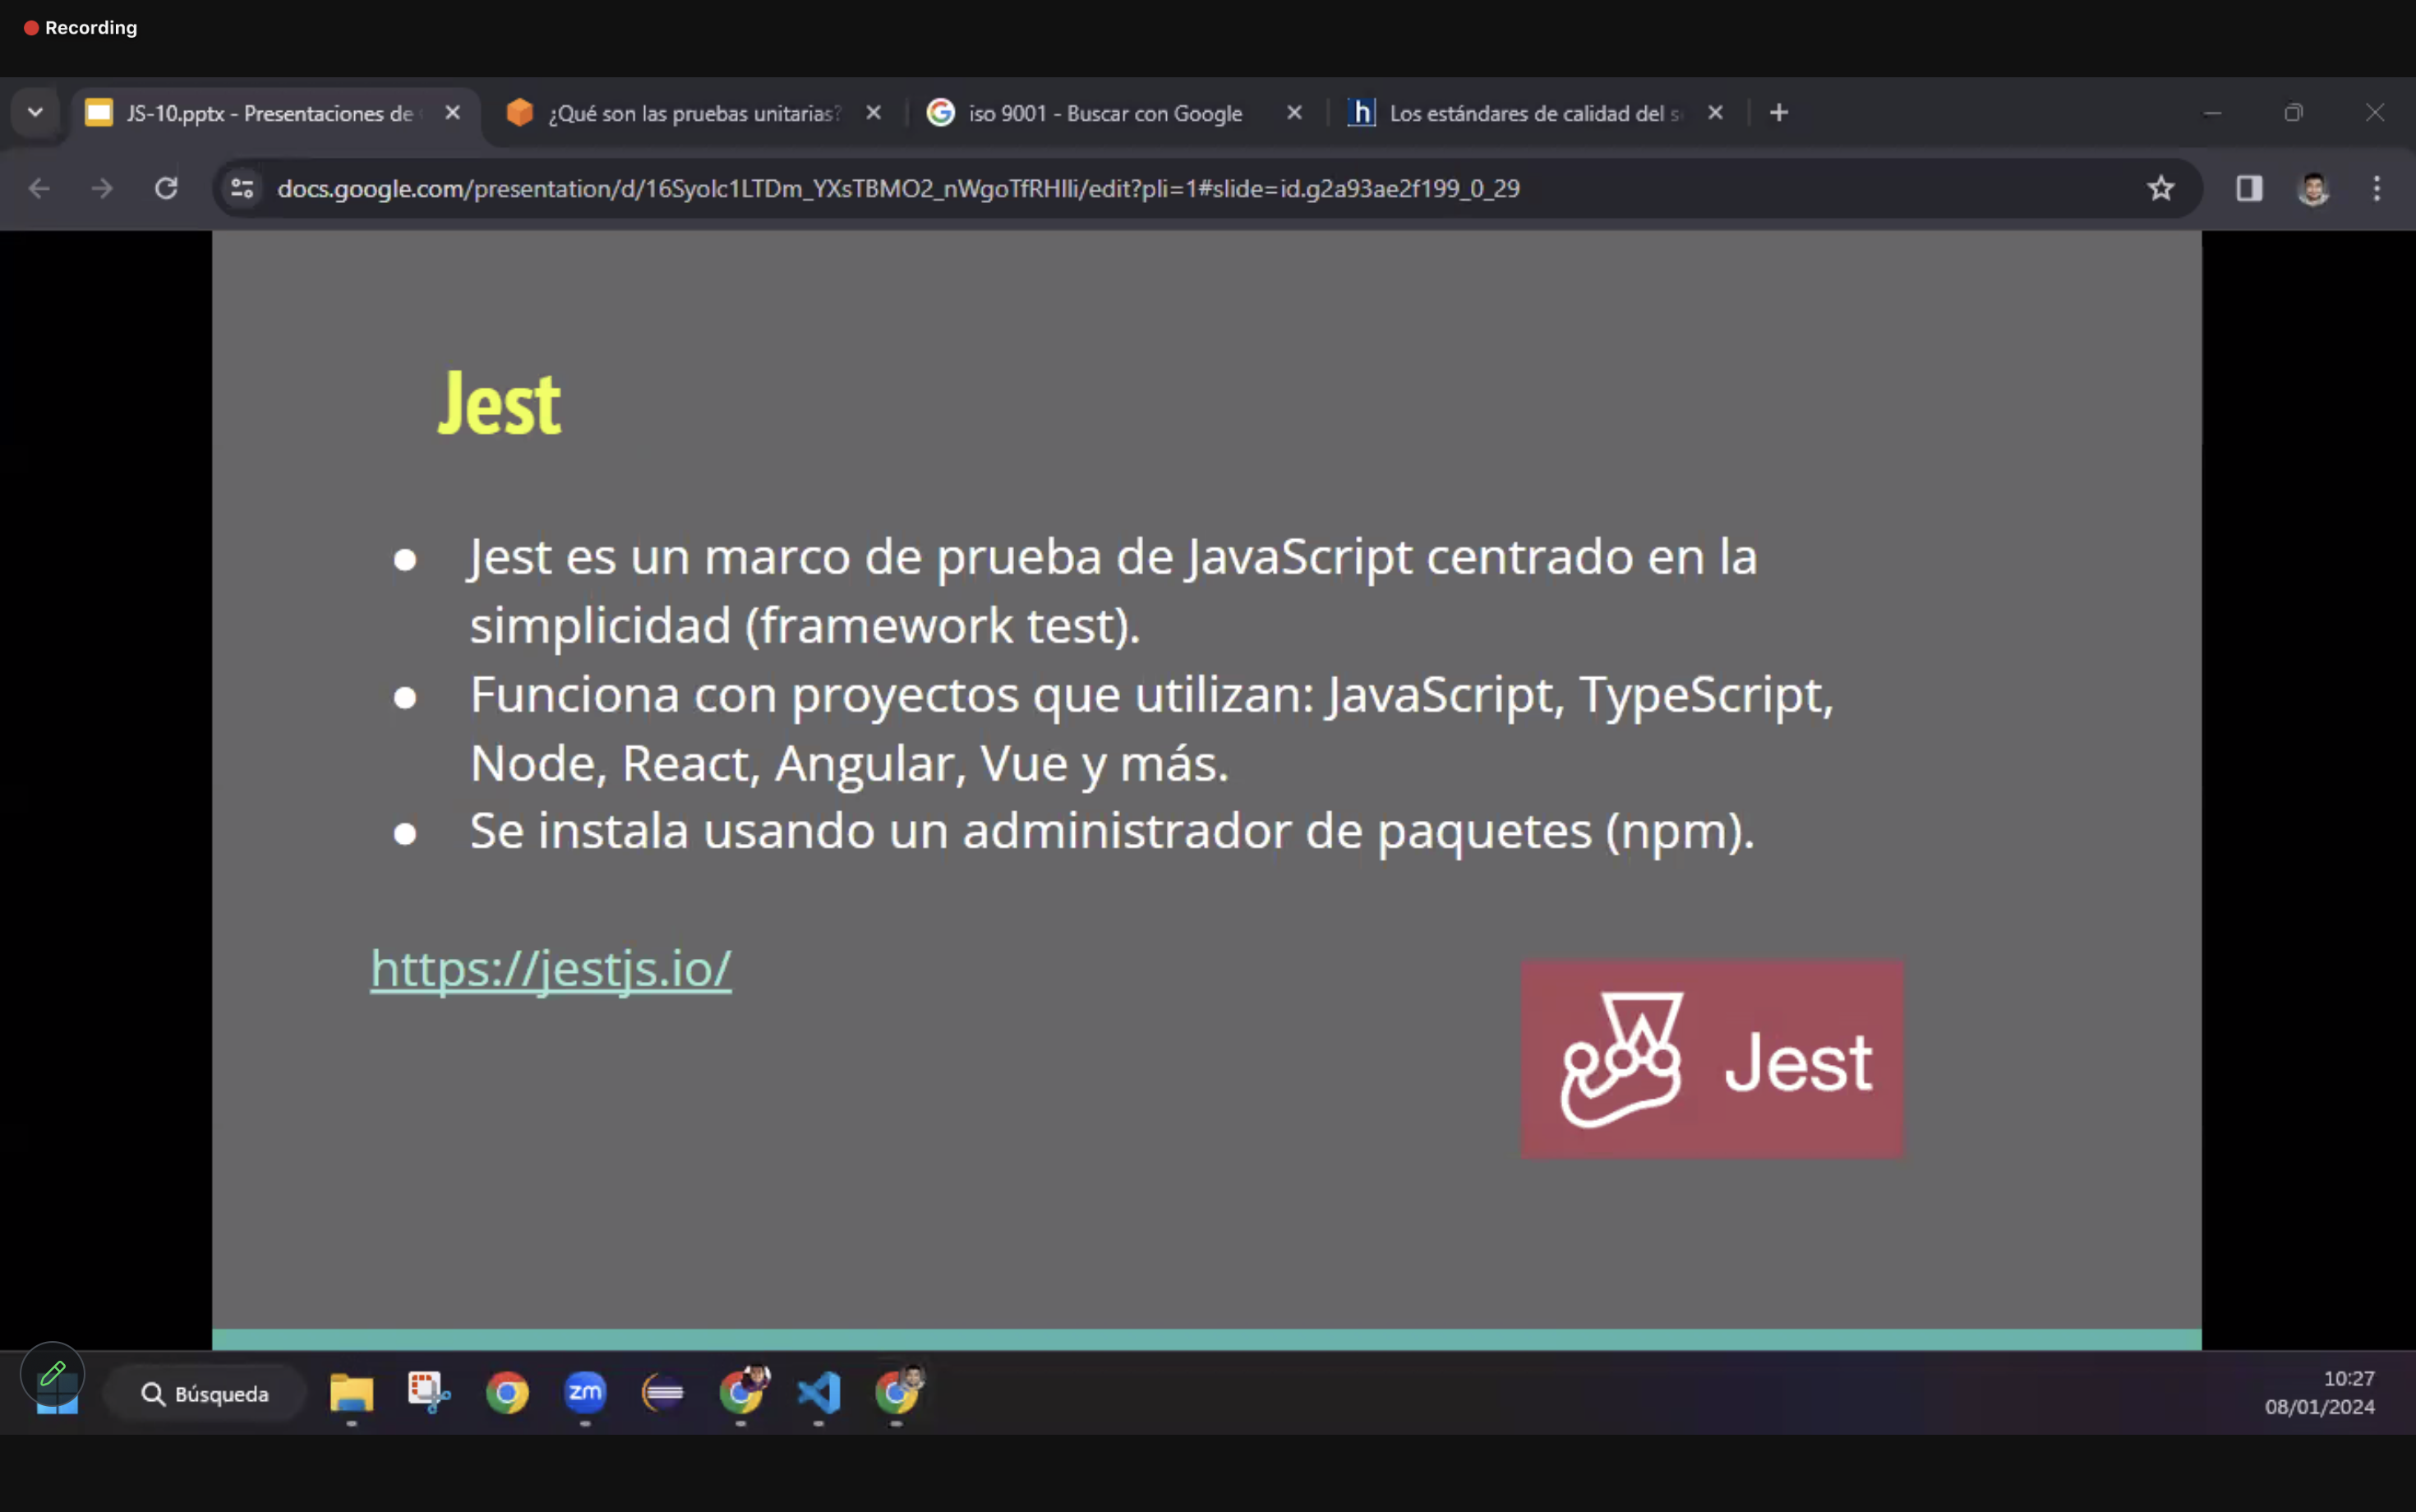 Recording
JS-10.pptx - Presentaciones de
¿Qué son las pruebas unitarias?
iso 9001 - Buscar con Google
Los estándares de calidad del s
docs.google.com/presentation/d/16Syolc1LTDm_YXsTBMO2_nWgoTfRHlli/edit?pli=1#slide=id.g2a93ae2f199_0_29
Jest
● Jest es un marco de prueba de JavaScript centrado en la
simplicidad (framework test).
● Funciona con proyectos que utilizan: JavaScript, TypeScript,
Node, React, Angular, Vue y más.
● Se instala usando un administrador de paquetes (npm).
https://jestjs.io/
Jest
Búsqueda
zm
10:27
08/01/2024